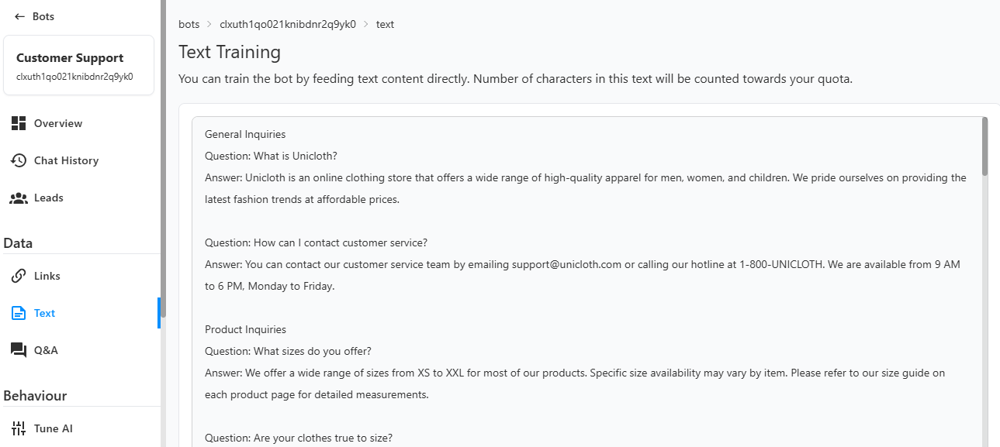 ← Bots
Customer Support
clxuth1qo021knibdnr2q9yk0
Overview
Chat History
Leads
Data
Links
Text
Q&A
Behaviour
Tune AI
bots > clxuth1qo021knibdnr2q9yk0 > text
Text Training
You can train the bot by feeding text content directly. Number of characters in this text will be counted towards your quota.
General Inquiries
Question: What is Unicloth?
Answer: Unicloth is an online clothing store that offers a wide range of high-quality apparel for men, women, and children. We pride ourselves on providing the
latest fashion trends at affordable prices.
Question: How can I contact customer service?
Answer: You can contact our customer service team by emailing support@unicloth.com or calling our hotline at 1-800-UNICLOTH. We are available from 9 AM
to 6 PM, Monday to Friday.
Product Inquiries
Question: What sizes do you offer?
Answer: We offer a wide range of sizes from XS to XXL for most of our products. Specific size availability may vary by item. Please refer to our size guide on
each product page for detailed measurements.
Question: Are your clothes true to size?